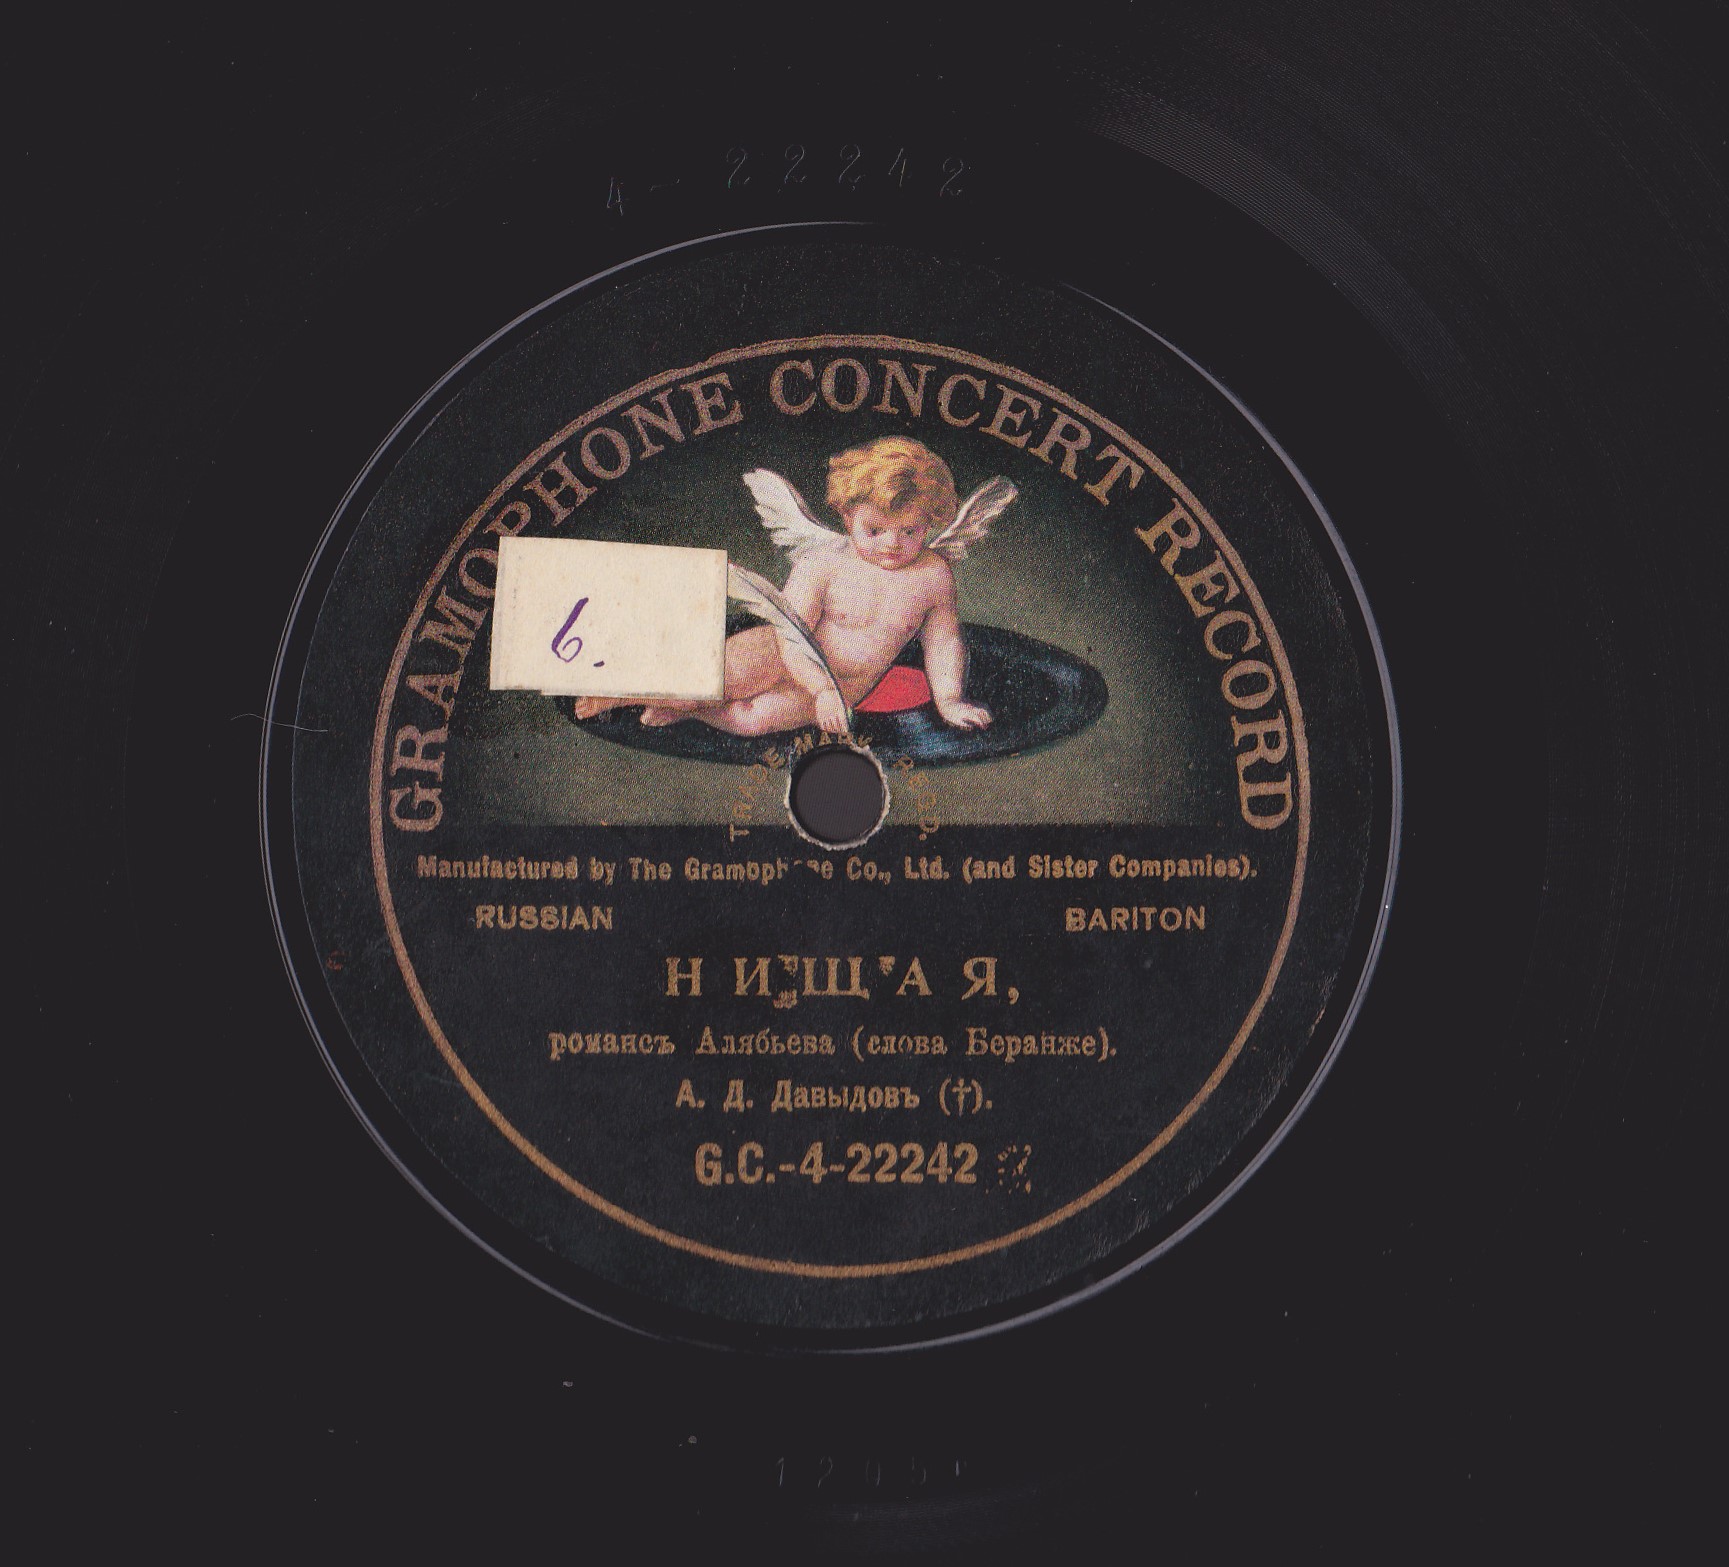 4-22242
GRAMOPHONE CONCERT RECORD
6.
TRADE MARK
Manufactured by The Gramophone Co., Ltd. (and Sister Companies).
RUSSIAN BARITON
НИЩАЯ,
романсъ Алябьева (слова Беранже).
А. Д. Давыдовъ (†).
G.C.-4-22242